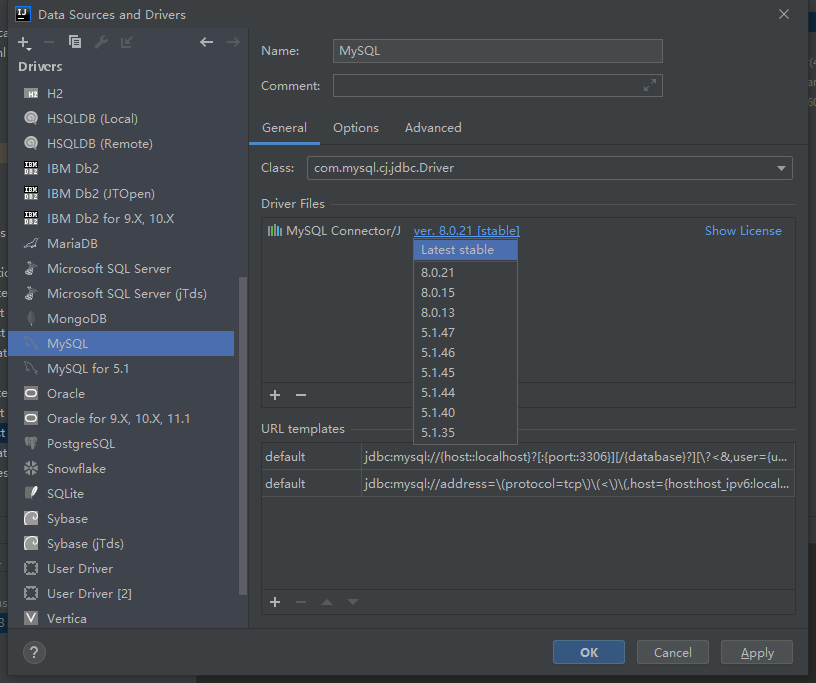 Data Sources and Drivers
Drivers
H2
HSQLDB (Local)
HSQLDB (Remote)
IBM Db2
IBM Db2 (JTOpen)
IBM Db2 for 9.X, 10.X
MariaDB
Microsoft SQL Server
Microsoft SQL Server (jTds)
MongoDB
MySQL
MySQL for 5.1
Oracle
Oracle for 9.X, 10.X, 11.1
PostgreSQL
Snowflake
SQLite
Sybase
Sybase (jTds)
User Driver
User Driver [2]
Vertica
Name: MySQL
Comment:
General Options Advanced
Class: com.mysql.cj.jdbc.Driver
Driver Files
MySQL Connector/J ver. 8.0.21 [stable] Show License
Latest stable
8.0.21
8.0.15
8.0.13
5.1.47
5.1.46
5.1.45
5.1.44
5.1.40
5.1.35
URL templates
default jdbc:mysql://{host::localhost}?[:{port::3306}][/{database}?][\?<&,user={u...
default jdbc:mysql://address=\(protocol=tcp\)\(<\)\(,host={host:host_ipv6:local...
? OK Cancel Apply